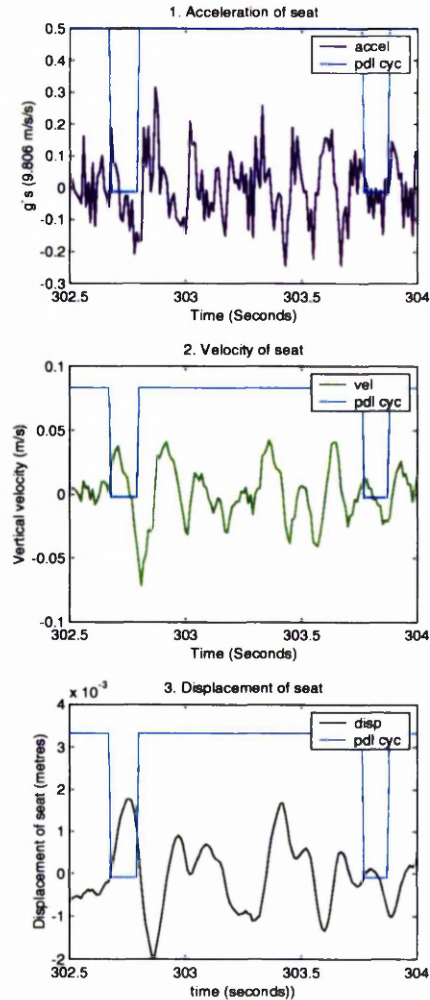 1. Acceleration of seat
0.5
0.4
0.3
0.2
0.1
0
-0.1
-0.2
-0.3
g's (9.806 m/s/s)
accel
pdl cyc
302.5 303 303.5 304
Time (Seconds)
2. Velocity of seat
0.1
0.05
0
-0.05
-0.1
Vertical velocity (m/s)
vel
pdl cyc
302.5 303 303.5 304
Time (Seconds)
3. Displacement of seat
x 10⁻³
4
3
2
1
0
-1
-2
Displacement of seat (metres)
disp
pdl cyc
302.5 303 303.5 304
time (seconds))